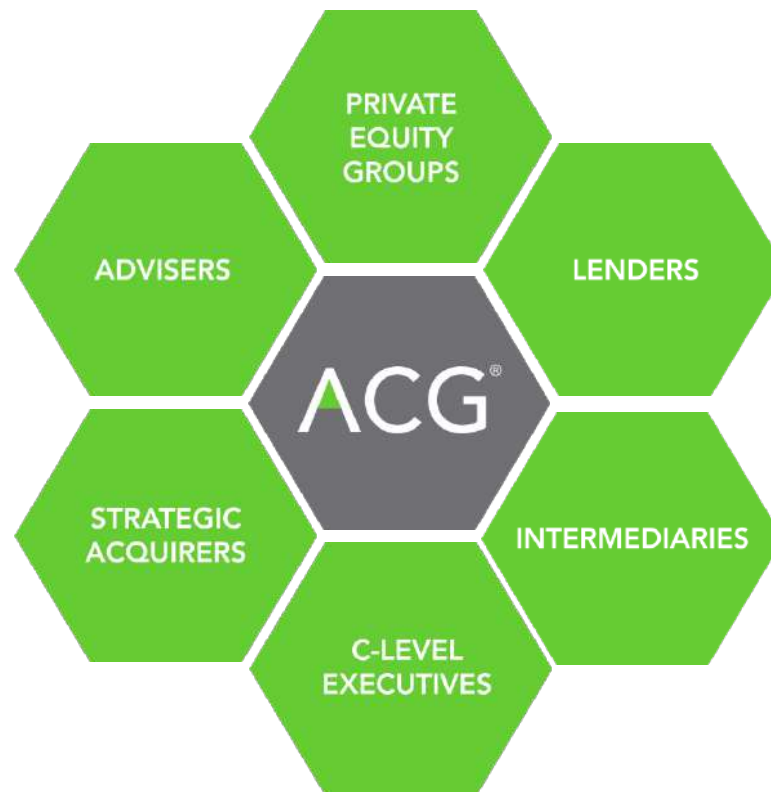 PRIVATE
EQUITY
GROUPS
ADVISERS
LENDERS
ACG®
STRATEGIC
ACQUIRERS
INTERMEDIARIES
C-LEVEL
EXECUTIVES